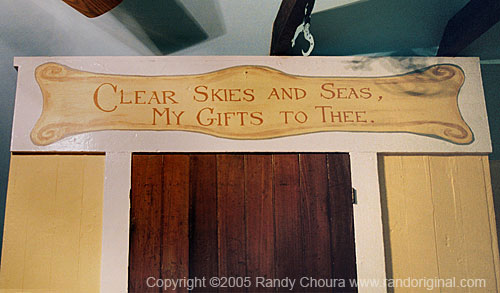 Clear Skies and Seas,
My Gifts to Thee.
Copyright ©2005 Randy Choura www.randoriginal.com